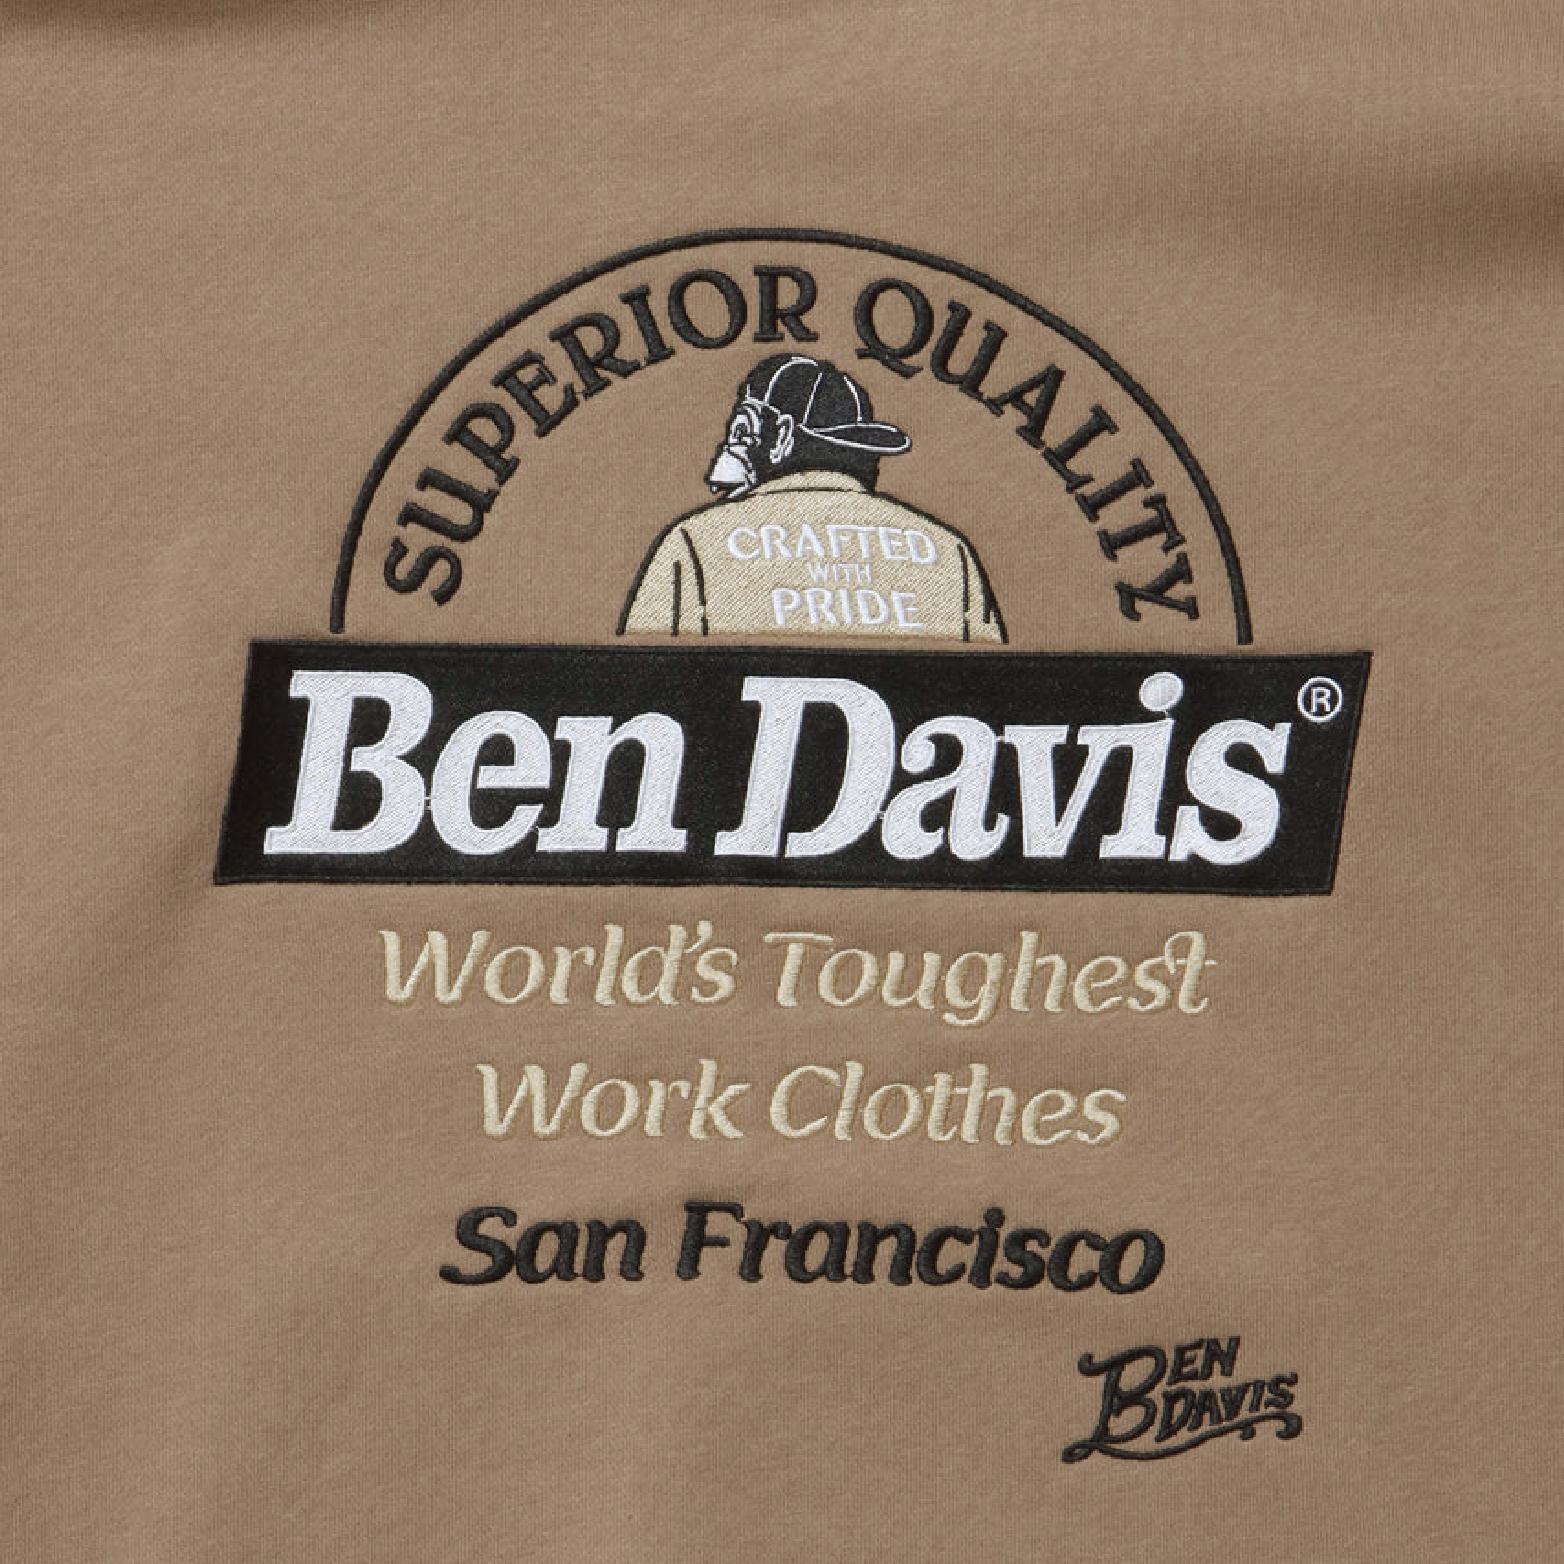 SUPERIOR QUALITY
CRAFTED
WITH
PRIDE
Ben Davis®
World's Toughest
Work Clothes
San Francisco
BEN
DAVIS